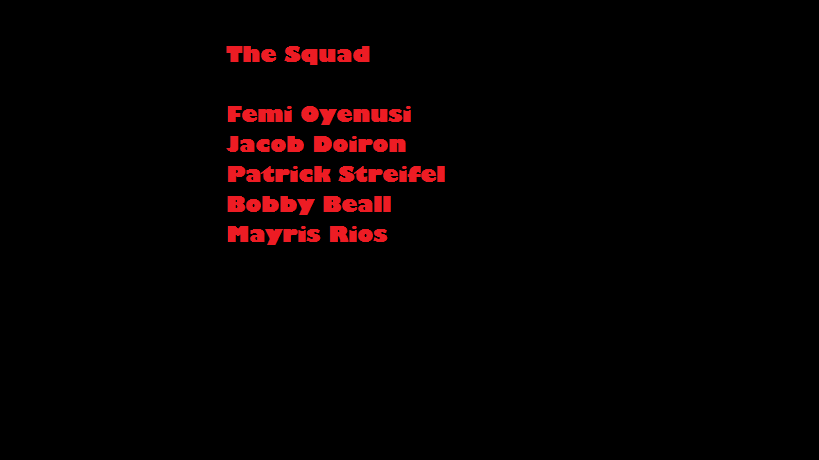 The Squad
Femi Oyenusi
Jacob Doiron
Patrick Streifel
Bobby Beall
Mayris Rios